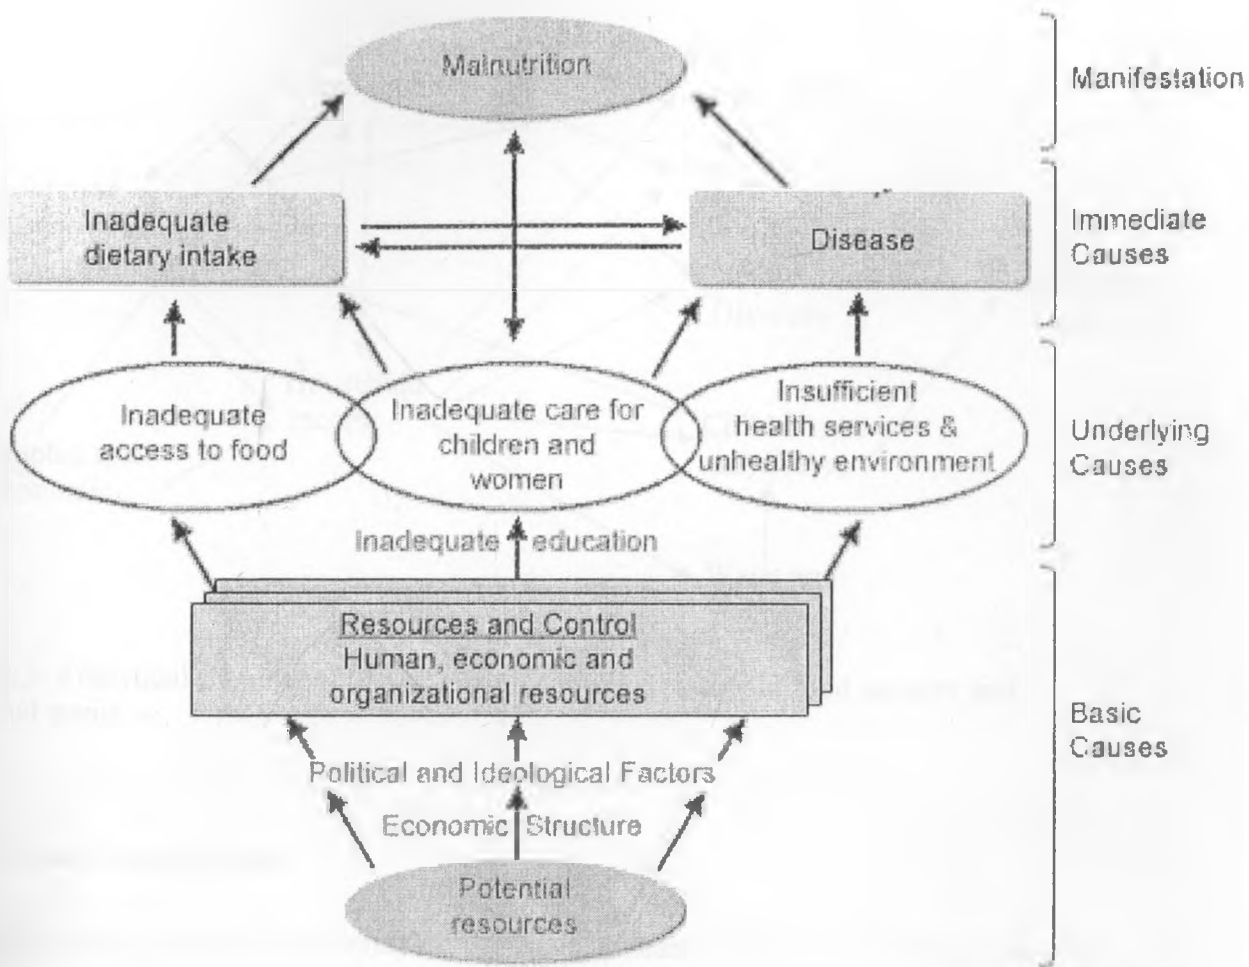 Malnutrition
Manifestation
Inadequate
dietary intake
Disease
Immediate
Causes
Inadequate
access to food
Inadequate care for
children and
women
Insufficient
health services &
unhealthy environment
Underlying
Causes
Inadequate education
Resources and Control
Human, economic and
organizational resources
Basic
Causes
Political and Ideological Factors
Economic Structure
Potential
resources